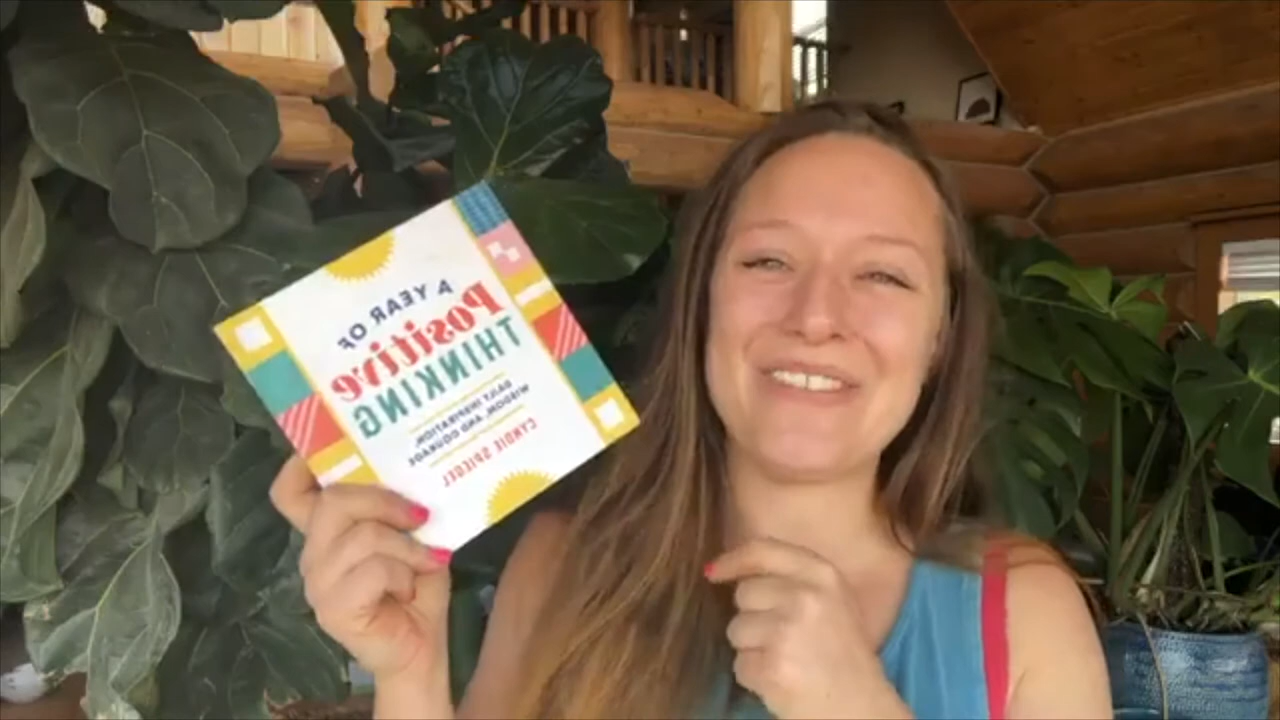 A YEAR OF
Positive
THINKING
DAILY INSPIRATION,
WISDOM, AND COURAGE
CYNDIE SPIEGEL